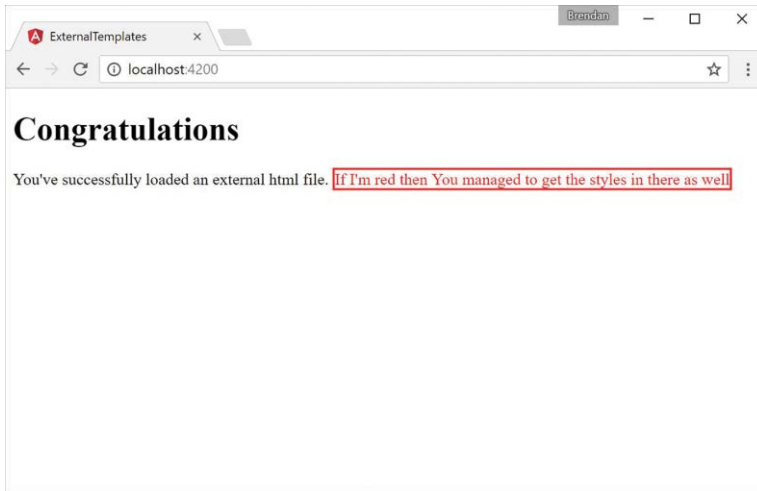 Brendan
ExternalTemplates
localhost:4200
Congratulations
You've successfully loaded an external html file. If I'm red then You managed to get the styles in there as well